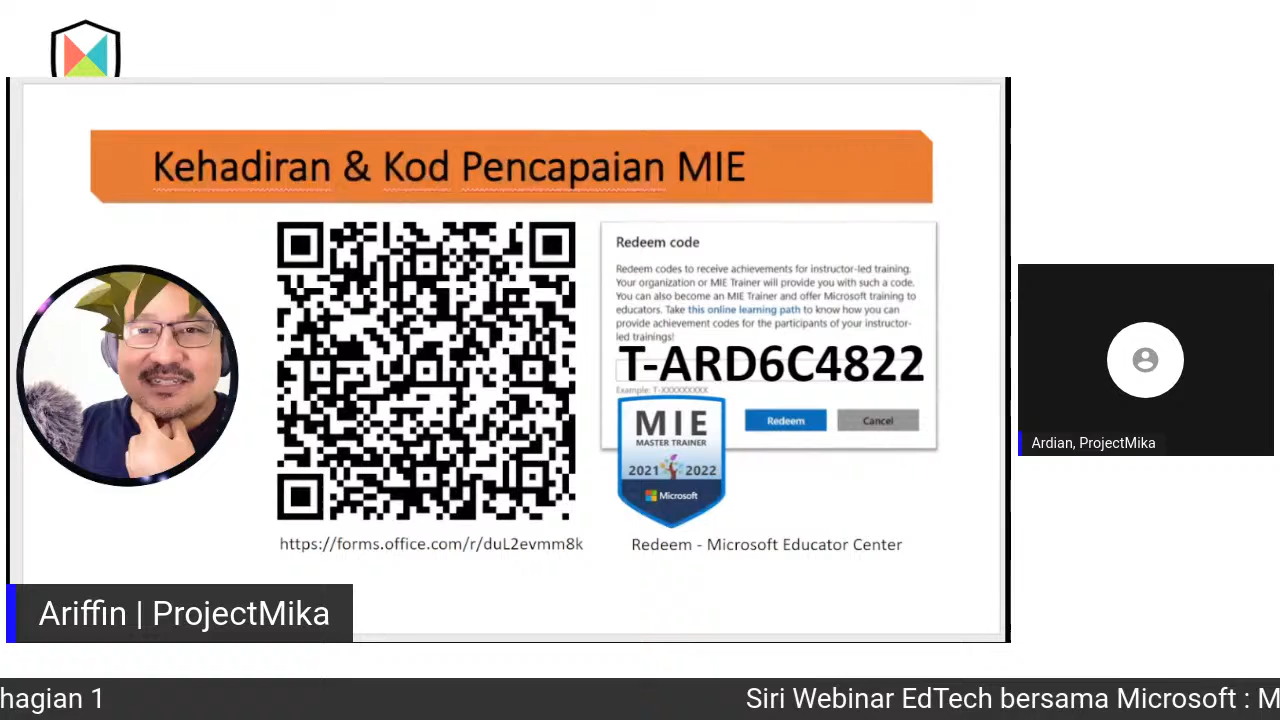 Kehadiran & Kod Pencapaian MIE
Redeem code
Redeem codes to receive achievements for instructor-led training.
Your organization or MIE Trainer will provide you with such a code.
You can also become an MIE Trainer and offer Microsoft training to
educators. Take this online learning path to know how you can
provide achievement codes for the participants of your instructor-
led trainings!
T-ARD6C4822
Example: T-XXXXXXXXX
Redeem
Cancel
MIE
MASTER TRAINER
2021 2022
Microsoft
https://forms.office.com/r/duL2evmm8k
Redeem - Microsoft Educator Center
Ardian, ProjectMika
Ariffin | ProjectMika
hagian 1
Siri Webinar EdTech bersama Microsoft : M